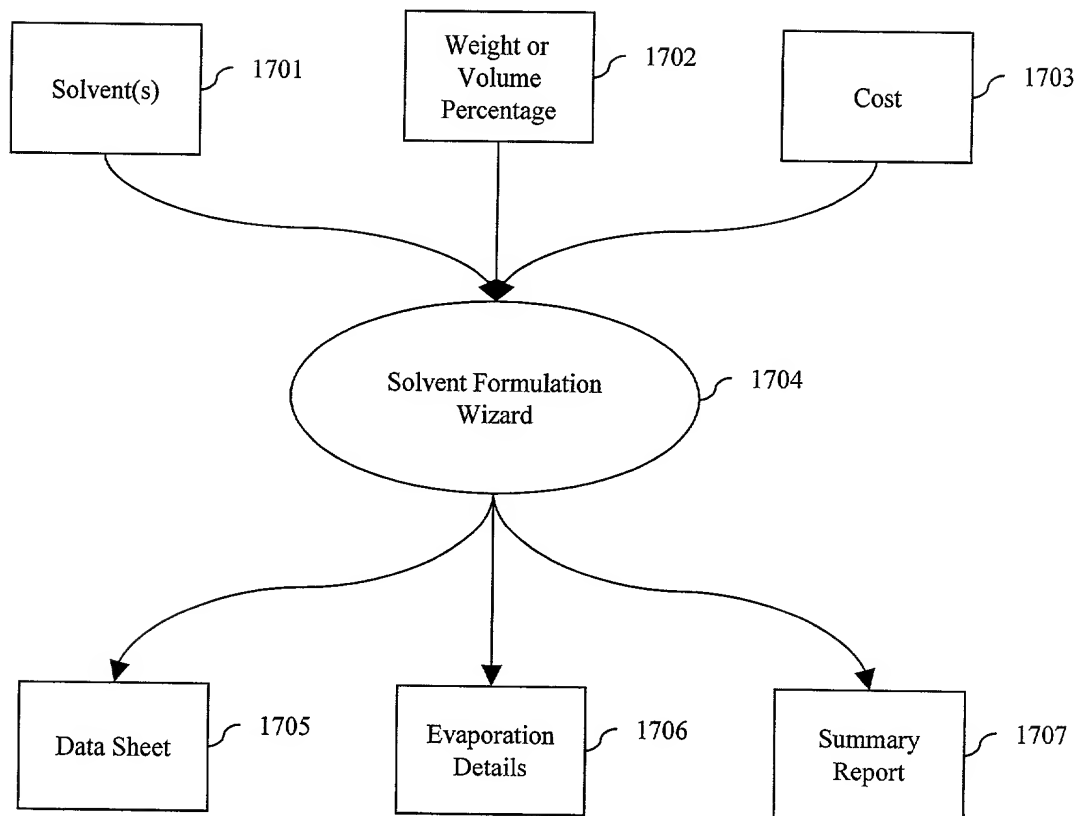 Solvent(s)
1701
Weight or
Volume
Percentage
1702
Cost
1703
Solvent Formulation
Wizard
1704
Data Sheet
1705
Evaporation
Details
1706
Summary
Report
1707